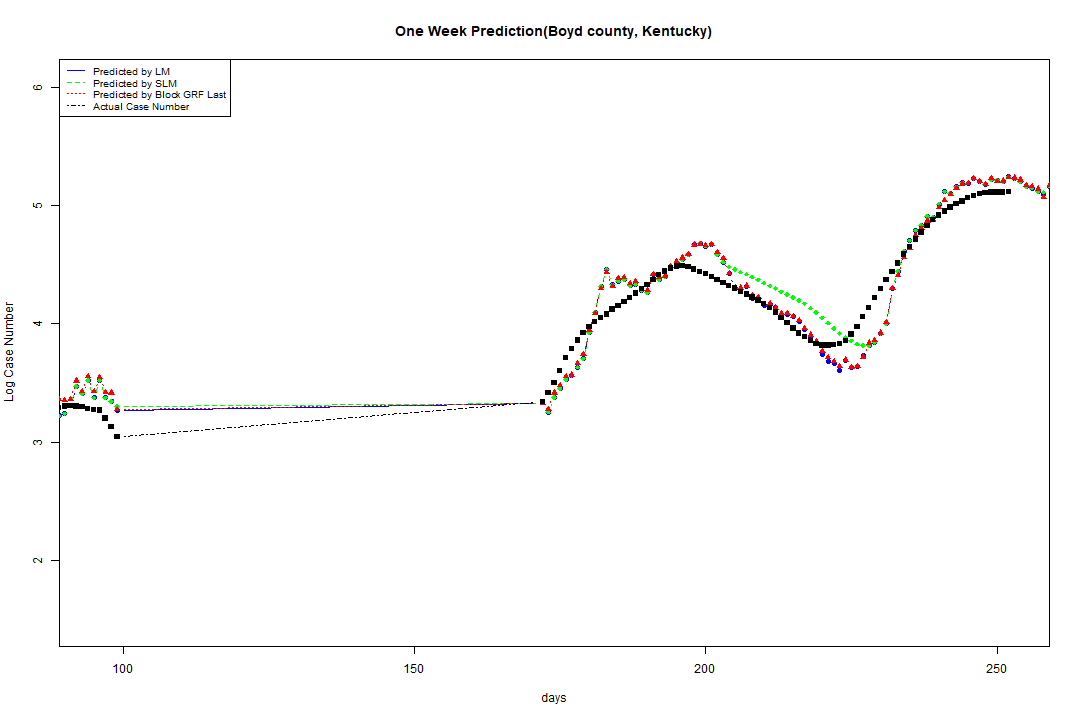 One Week Prediction(Boyd county, Kentucky)
Predicted by LM
Predicted by SLM
Predicted by Block GRF Last
Actual Case Number
6
5
4
3
2
Log Case Number
100
150
200
250
days